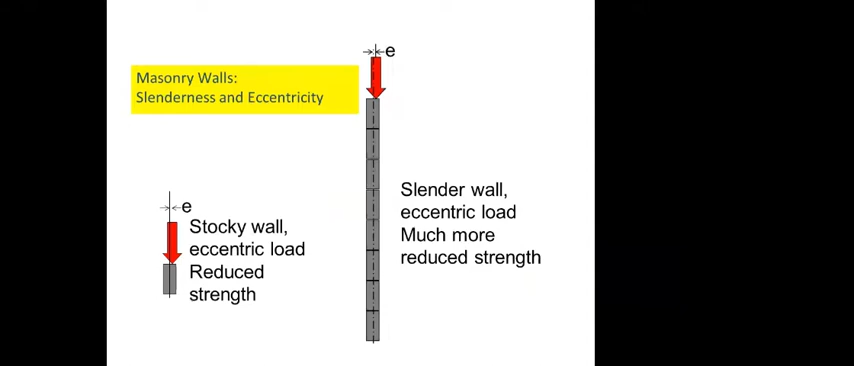 e
Masonry Walls:
Slenderness and Eccentricity
Slender wall,
eccentric load
Much more
reduced strength
e
Stocky wall,
eccentric load
Reduced
strength